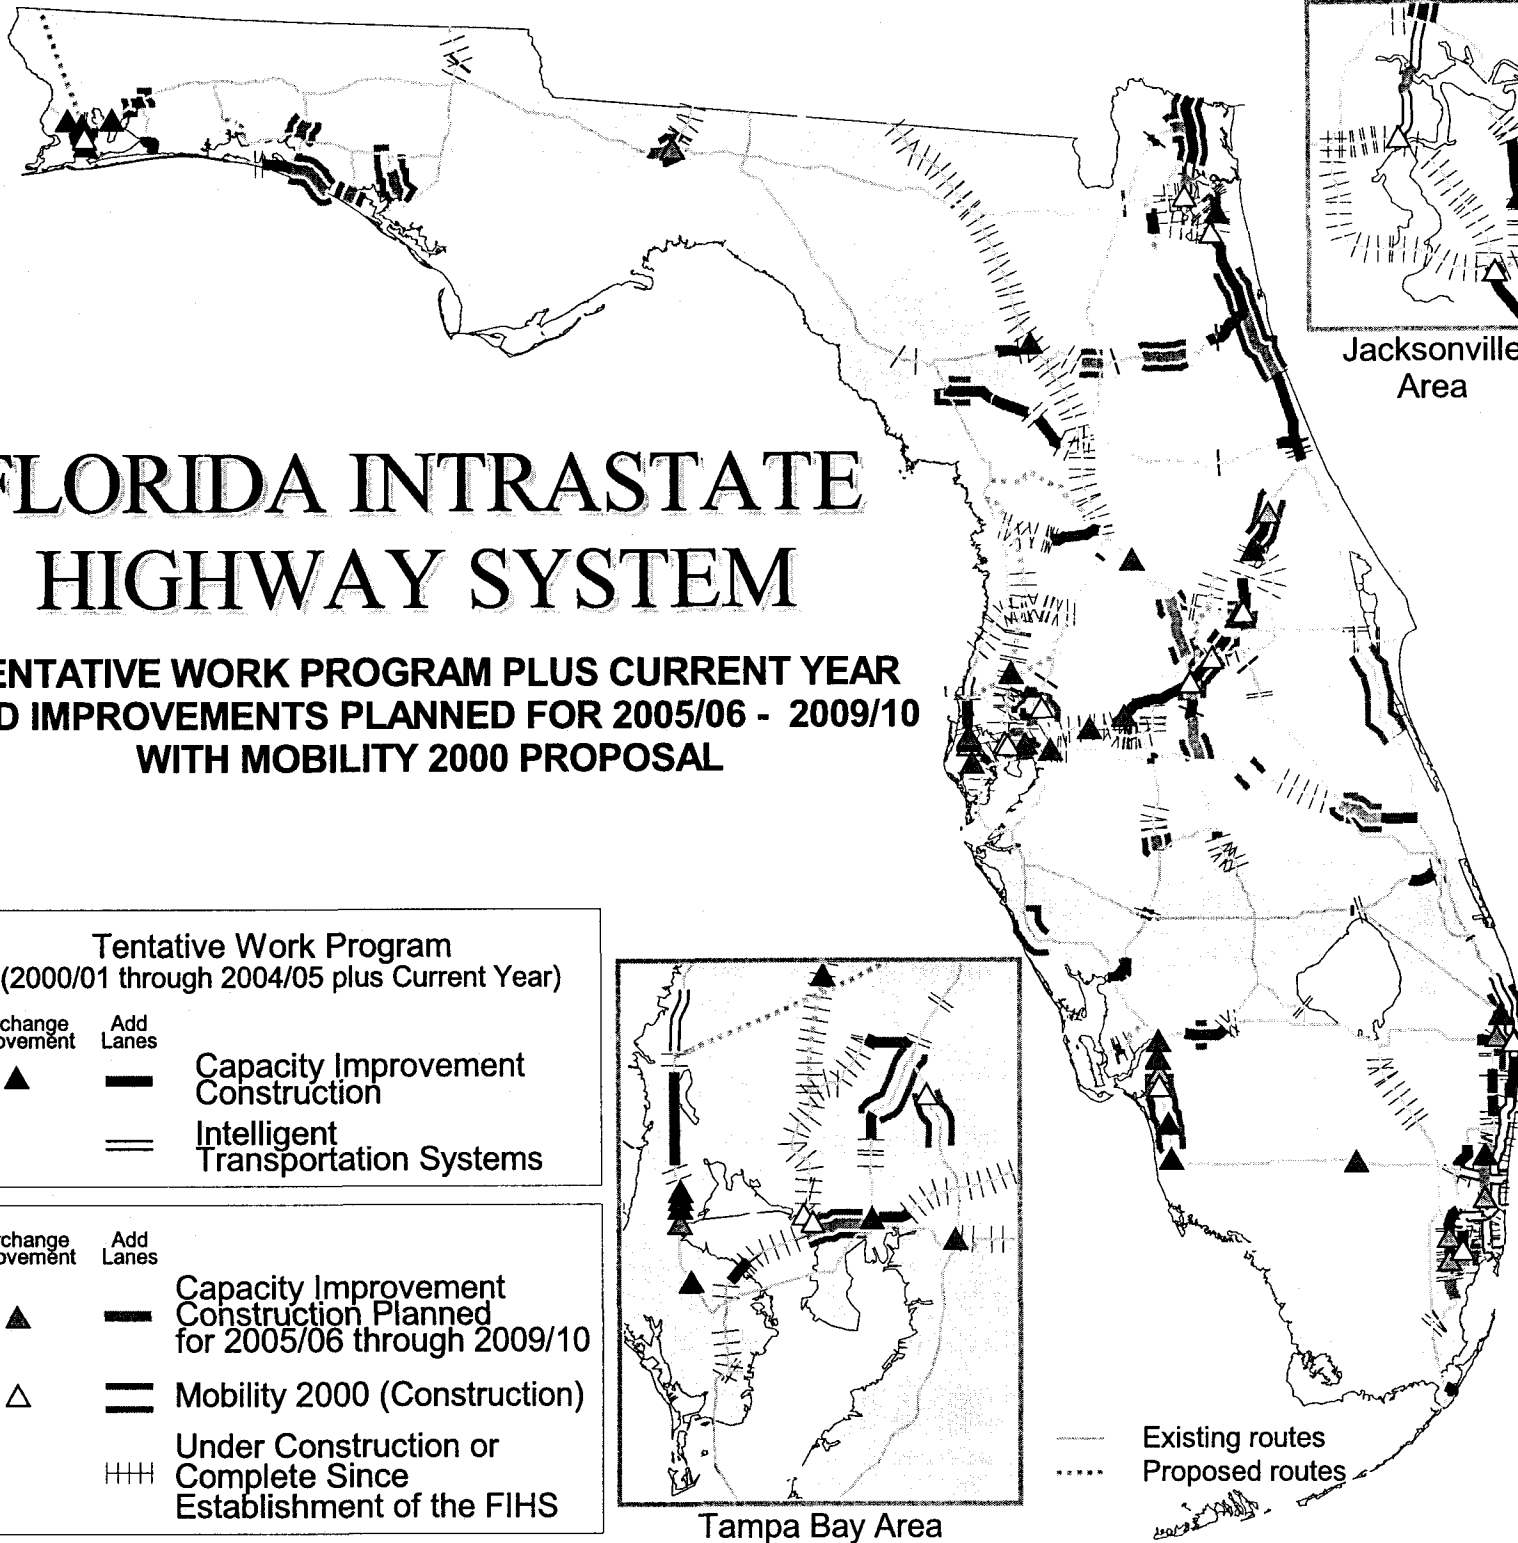 FLORIDA INTRASTATE
HIGHWAY SYSTEM
ENTATIVE WORK PROGRAM PLUS CURRENT YEAR
D IMPROVEMENTS PLANNED FOR 2005/06 - 2009/10
WITH MOBILITY 2000 PROPOSAL
Jacksonville
Area
Tentative Work Program
(2000/01 through 2004/05 plus Current Year)
change Add
ovement Lanes
Capacity Improvement
Construction
Intelligent
Transportation Systems
rchange Add
ovement Lanes
Capacity Improvement
Construction Planned
for 2005/06 through 2009/10
Mobility 2000 (Construction)
Under Construction or
Complete Since
Establishment of the FIHS
Tampa Bay Area
Existing routes
Proposed routes